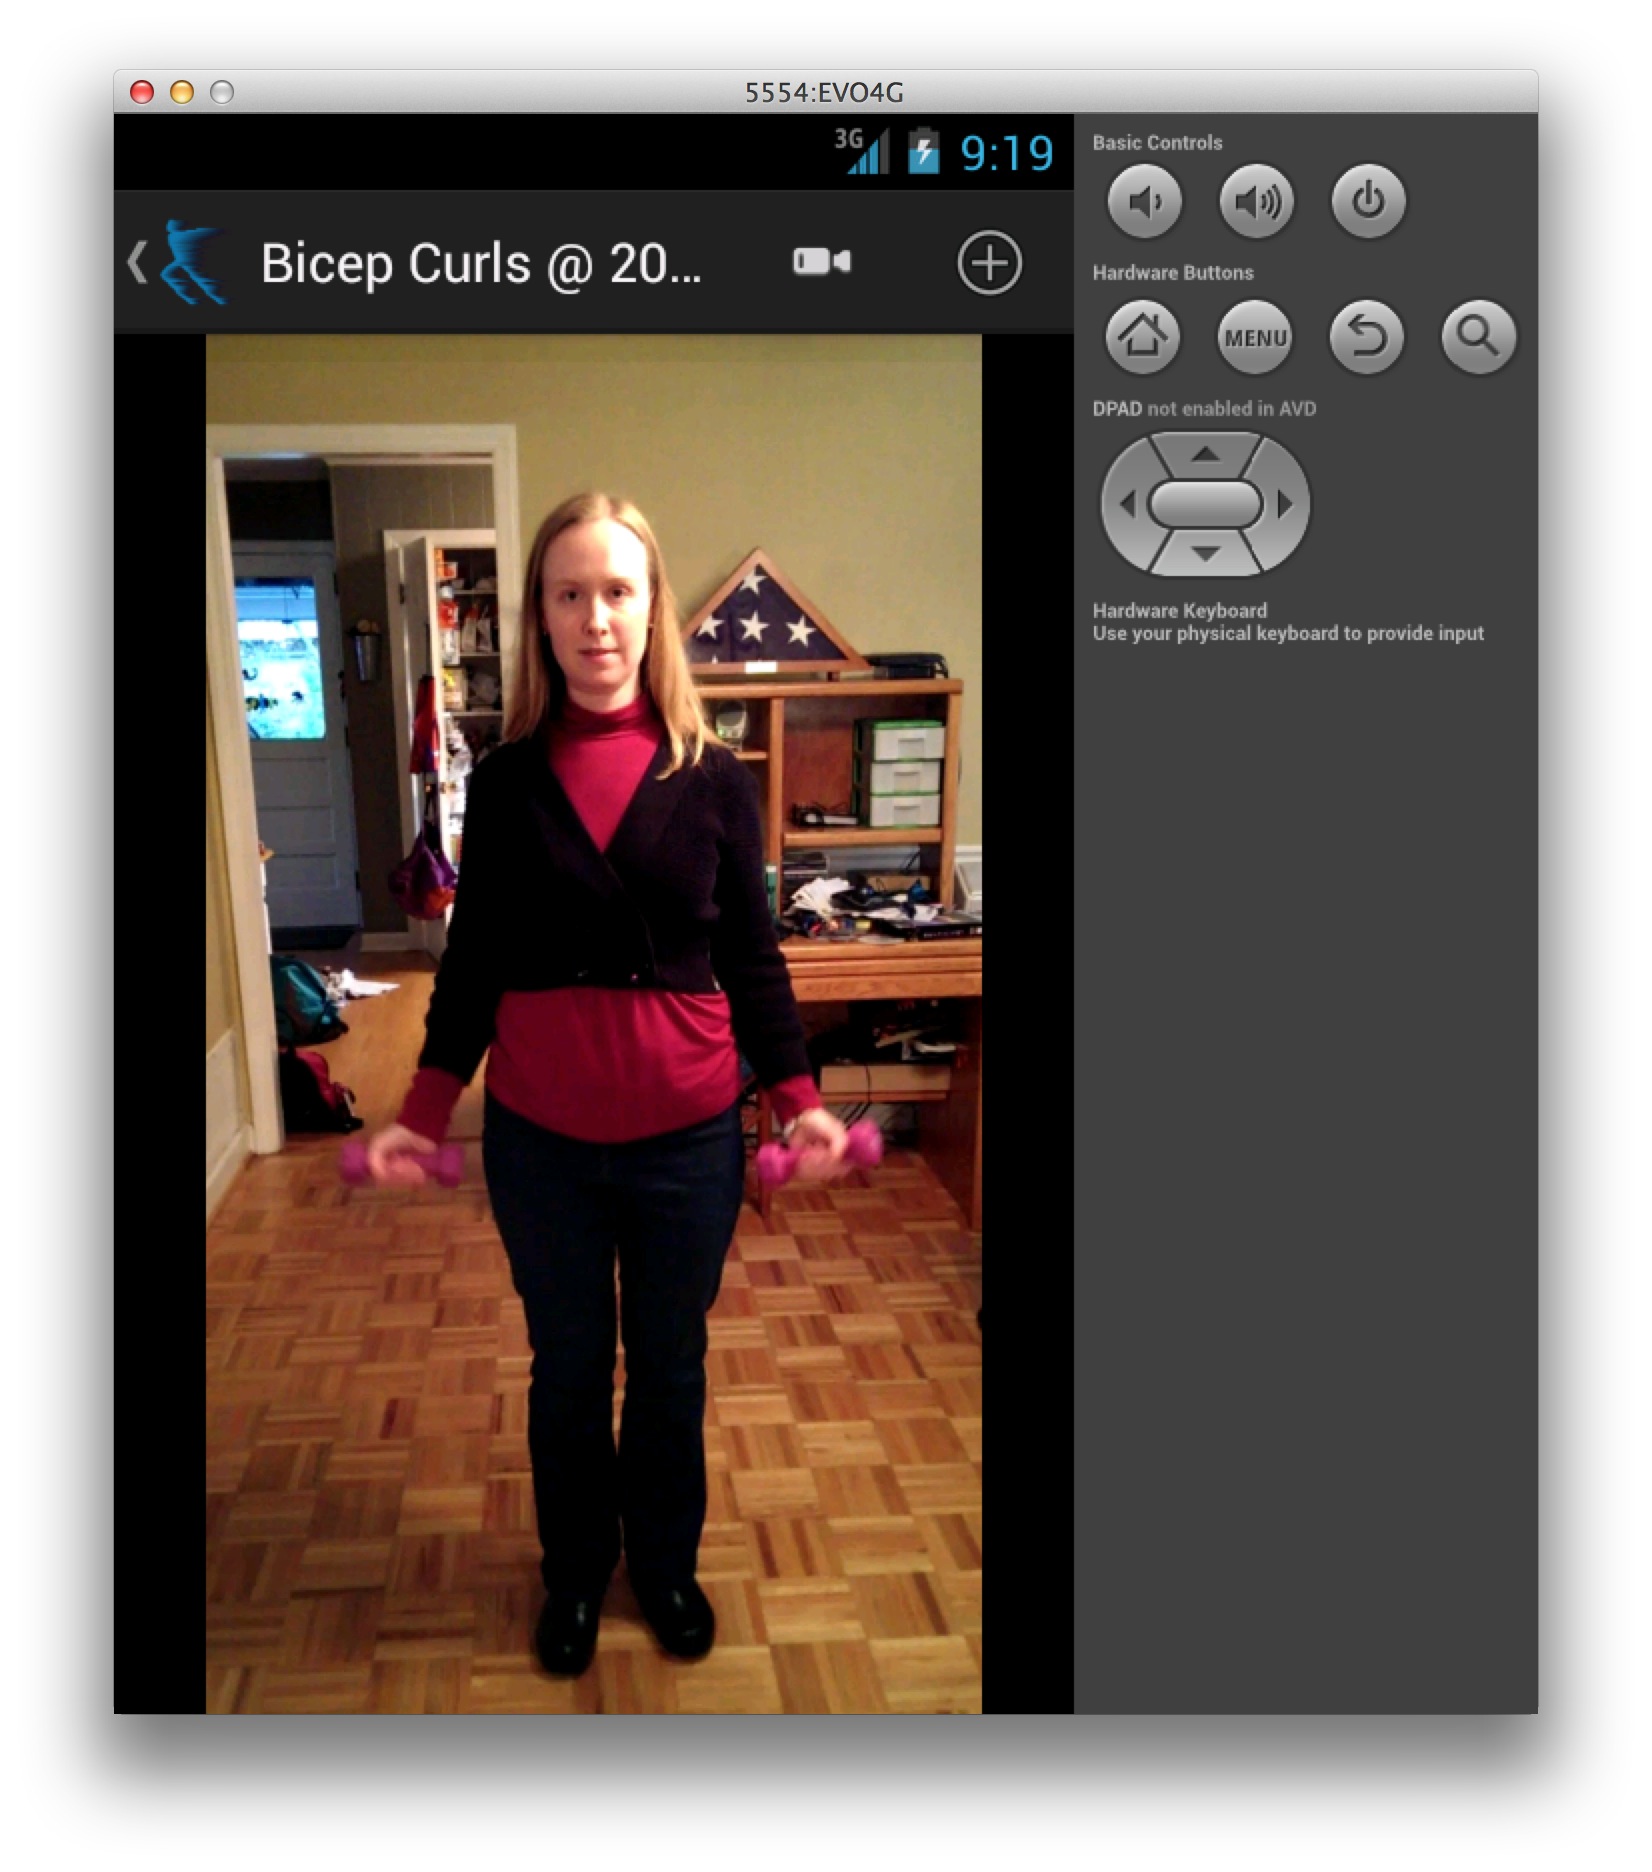 5554:EVO4G
3G 9:19
Bicep Curls @ 20...
Basic Controls
Hardware Buttons
MENU
DPAD not enabled in AVD
Hardware Keyboard
Use your physical keyboard to provide input